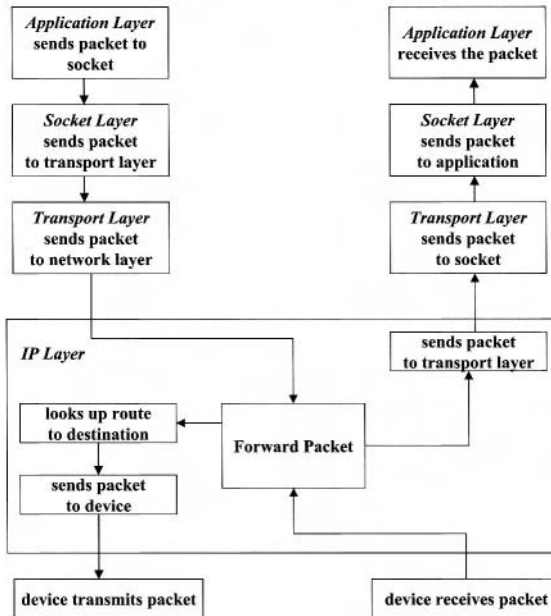 Application Layer
sends packet to
socket
Application Layer
receives the packet
Socket Layer
sends packet
to transport layer
Socket Layer
sends packet
to application
Transport Layer
sends packet
to network layer
Transport Layer
sends packet
to socket
IP Layer
sends packet
to transport layer
looks up route
to destination
Forward Packet
sends packet
to device
device transmits packet
device receives packet